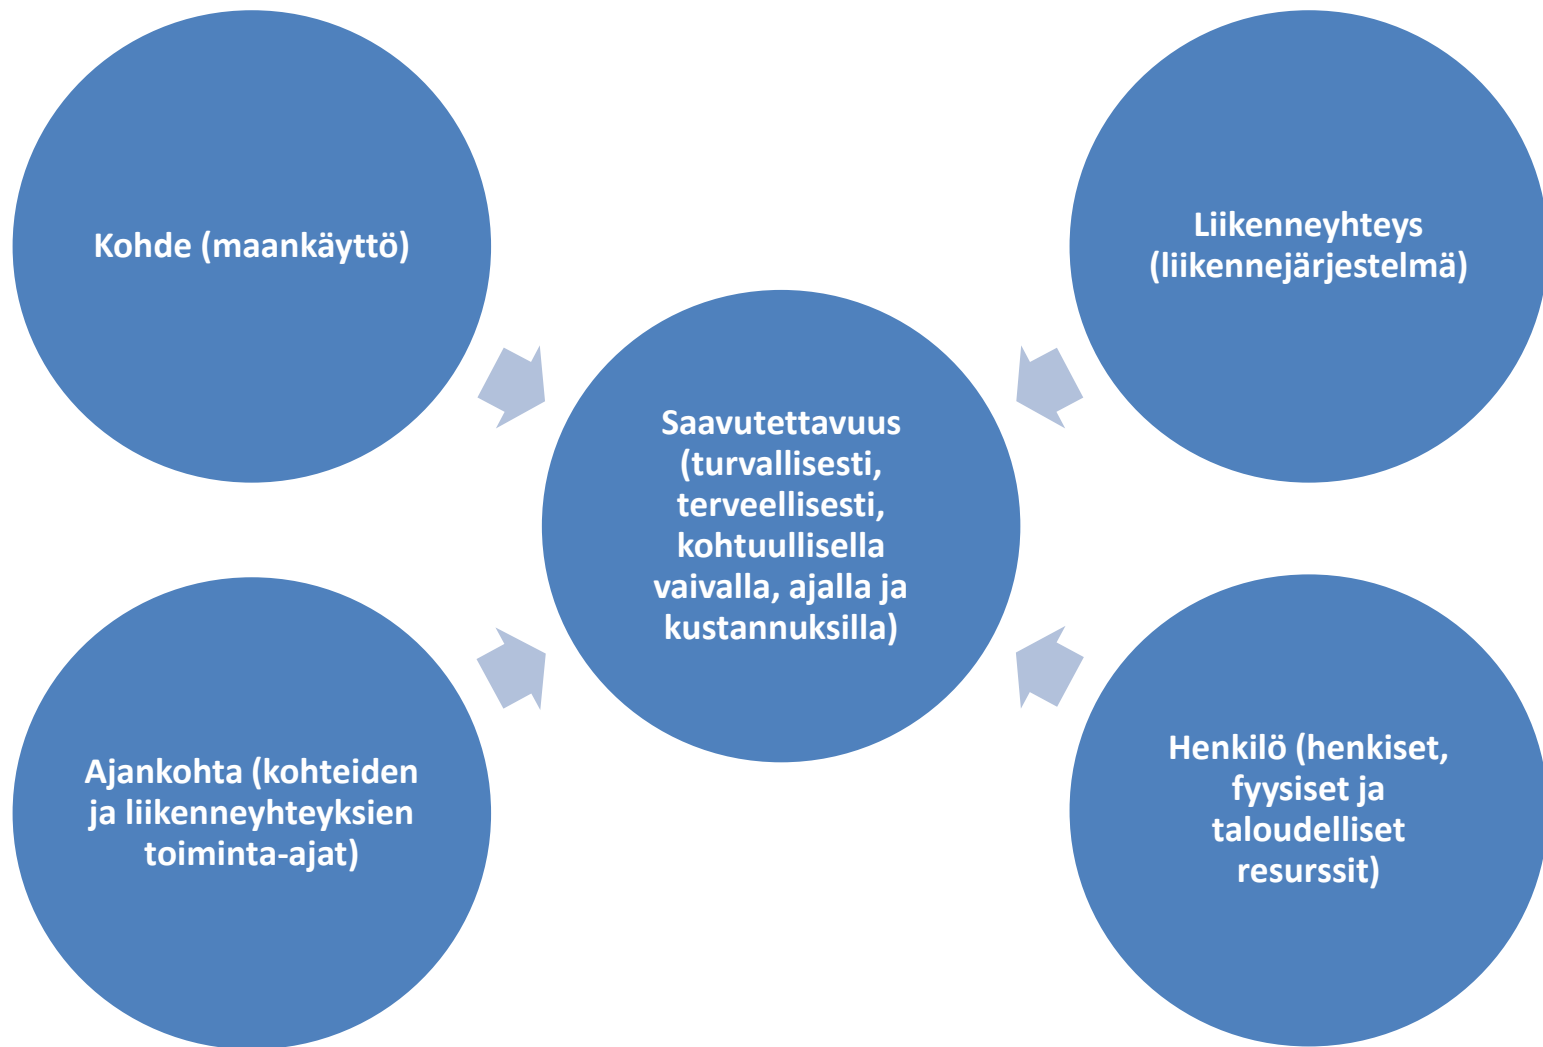 Kohde (maankäyttö)
Liikenneyhteys
(liikennejärjestelmä)
Saavutettavuus
(turvallisesti,
terveellisesti,
kohtuullisella
vaivalla, ajalla ja
kustannuksilla)
Ajankohta (kohteiden
ja liikenneyhteyksien
toiminta-ajat)
Henkilö (henkiset,
fyysiset ja
taloudelliset
resurssit)